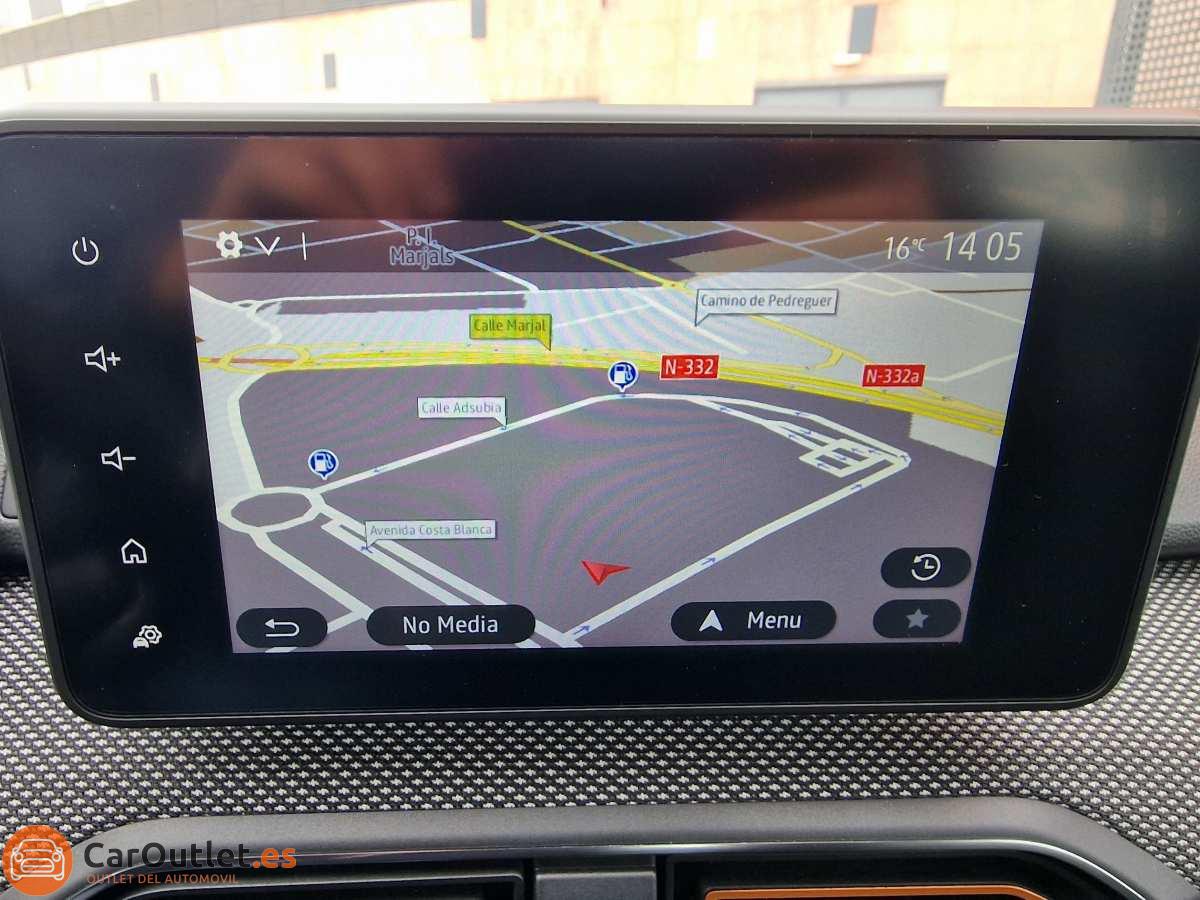 P. I.
Marjals
16°C 14 05
Camino de Pedreguer
Calle Marjal
N-332
N-332a
Calle Adsubia
Avenida Costa Blanca
No Media
Menu
CarOutlet.es
OUTLET DEL AUTOMOVIL